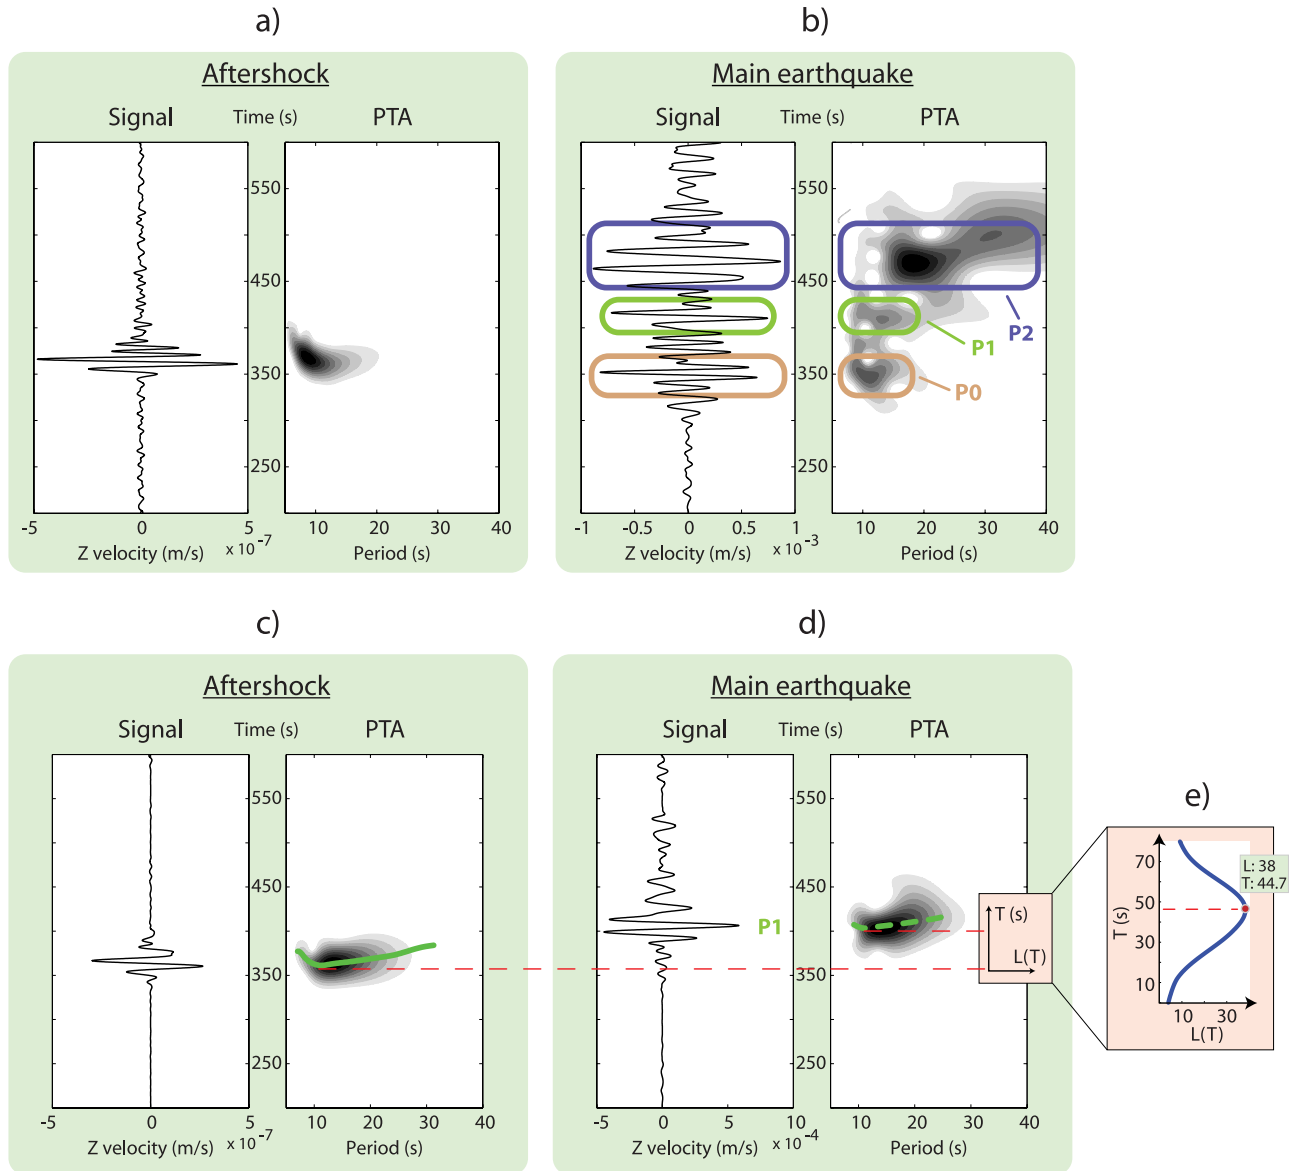 a)
Aftershock
Signal
Time (s)
PTA
550
450
350
250
-5
0
5
x 10-7
Z velocity (m/s)
10
20
30
40
Period (s)
b)
Main earthquake
Signal
Time (s)
PTA
550
450
350
250
P2
P1
P0
-1
-0.5
0
0.5
1
x 10-3
Z velocity (m/s)
10
20
30
40
Period (s)
c)
Aftershock
Signal
Time (s)
PTA
550
450
350
250
-5
0
5
x 10-7
Z velocity (m/s)
10
20
30
40
Period (s)
d)
Main earthquake
Signal
Time (s)
PTA
550
450
350
250
P1
T (s)
L(T)
-5
0
5
10
x 10-4
Z velocity (m/s)
10
20
30
40
Period (s)
e)
70
50
30
10
T (s)
L: 38
T: 44.7
10
30
L(T)